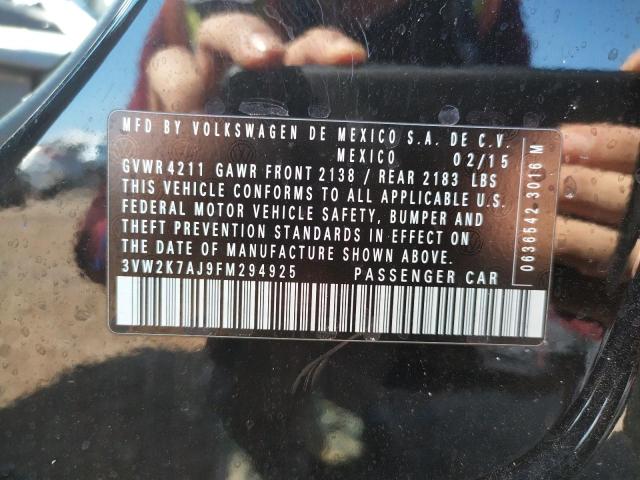 MFD BY VOLKSWAGEN DE MEXICO S.A. DE C.V.
MEXICO 02/15
GVWR 4211 GAWR FRONT 2138 / REAR 2183 LBS
THIS VEHICLE CONFORMS TO ALL APPLICABLE U.S.
FEDERAL MOTOR VEHICLE SAFETY, BUMPER AND
THEFT PREVENTION STANDARDS IN EFFECT ON
THE DATE OF MANUFACTURE SHOWN ABOVE.
3VW2K7AJ9FM294925 PASSENGER CAR
0636542 3016 M